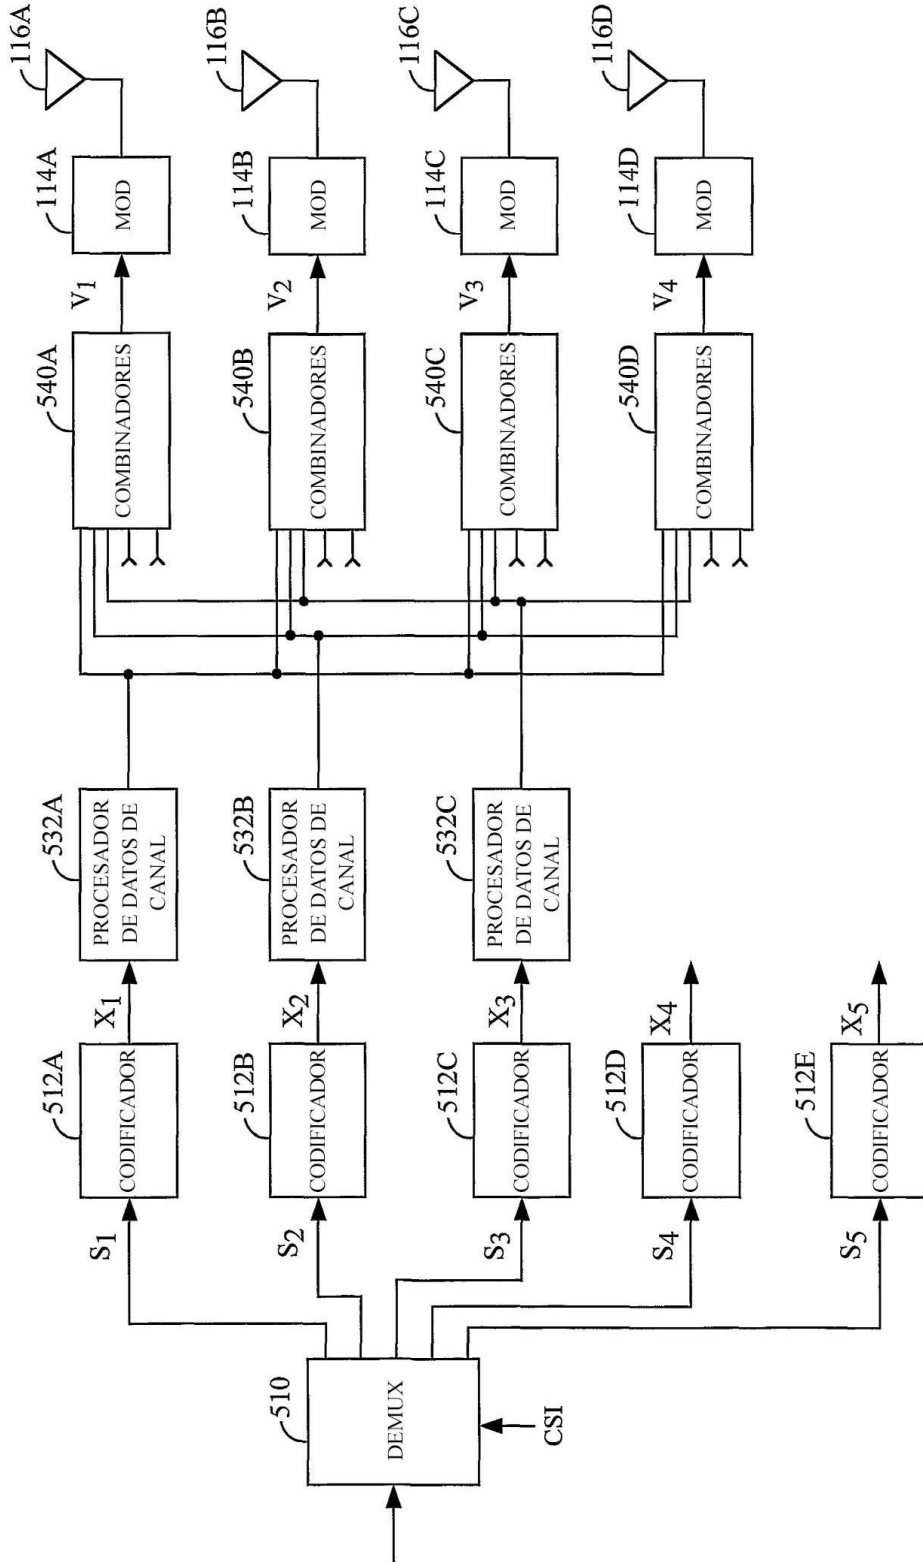 510
DEMUX
CSI
S1
S2
S3
S4
S5
512A
CODIFICADOR
512B
CODIFICADOR
512C
CODIFICADOR
512D
CODIFICADOR
512E
CODIFICADOR
X1
X2
X3
X4
X5
532A
PROCESADOR
DE DATOS DE
CANAL
532B
PROCESADOR
DE DATOS DE
CANAL
532C
PROCESADOR
DE DATOS DE
CANAL
540A
COMBINADORES
540B
COMBINADORES
540C
COMBINADORES
540D
COMBINADORES
V1
V2
V3
V4
114A
MOD
114B
MOD
114C
MOD
114D
MOD
116A
116B
116C
116D